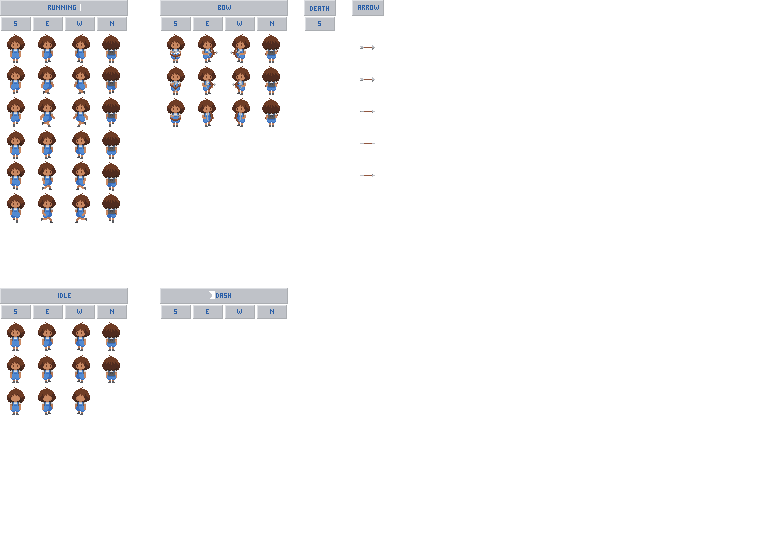 RUNNING
BOW
DEATH
ARROW
S E W N
S E W N
S
IDLE
DASH
S E W N
S E W N